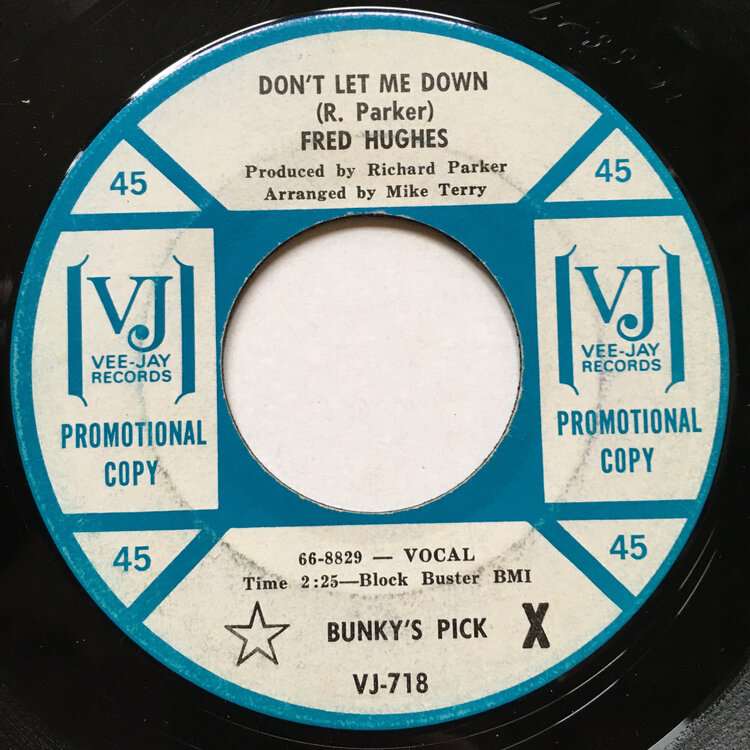 DON'T LET ME DOWN
(R. Parker)
FRED HUGHES
Produced by Richard Parker
Arranged by Mike Terry
45
45
VJ
VEE-JAY
RECORDS
PROMOTIONAL
COPY
VJ
VEE-JAY
RECORDS
PROMOTIONAL
COPY
45
45
66-8829 — VOCAL
Time 2:25—Block Buster BMI
BUNKY'S PICK X
VJ-718